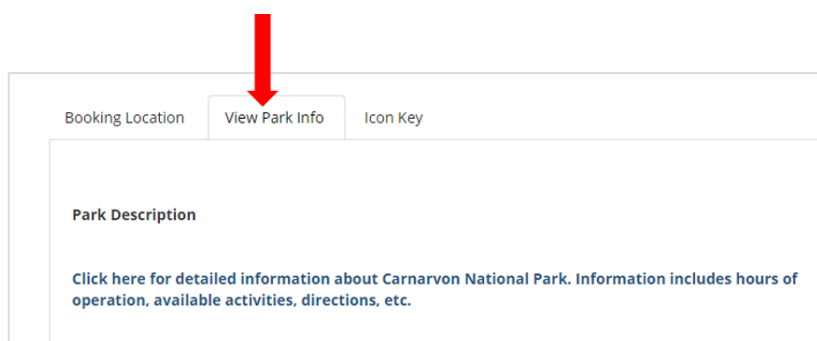 Booking Location View Park Info Icon Key
Park Description
Click here for detailed information about Carnarvon National Park. Information includes hours of
operation, available activities, directions, etc.